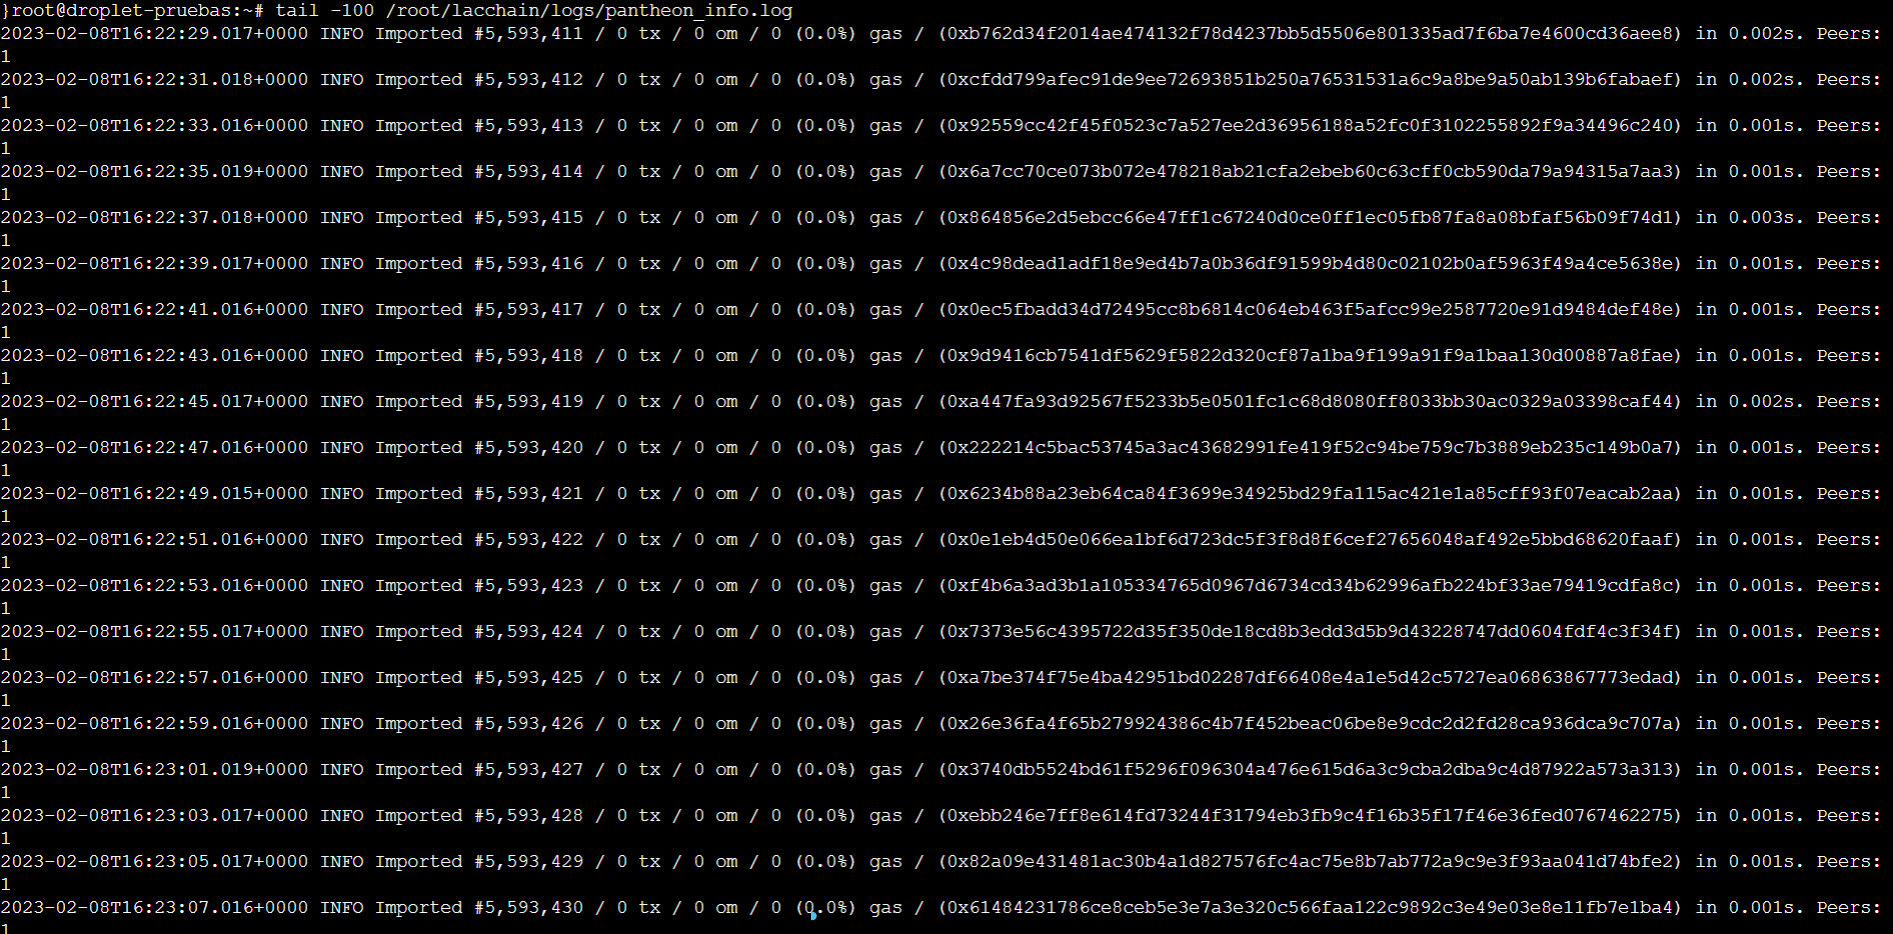 }root@droplet-pruebas:~# tail -100 /root/lacchain/logs/pantheon_info.log
2023-02-08T16:22:29.017+0000 INFO Imported #5,593,411 / 0 tx / 0 om / 0 (0.0%) gas / (0xb762d34f2014ae474132f78d4237bb5d5506e801335ad7f6ba7e4600cd36aee8) in 0.002s. Peers:
1
2023-02-08T16:22:31.018+0000 INFO Imported #5,593,412 / 0 tx / 0 om / 0 (0.0%) gas / (0xcfdd799afec91de9ee72693851b250a76531531a6c9a8be9a50ab139b6fabaef) in 0.002s. Peers:
1
2023-02-08T16:22:33.016+0000 INFO Imported #5,593,413 / 0 tx / 0 om / 0 (0.0%) gas / (0x92559cc42f45f0523c7a527ee2d36956188a52fc0f3102255892f9a34496c240) in 0.001s. Peers:
1
2023-02-08T16:22:35.019+0000 INFO Imported #5,593,414 / 0 tx / 0 om / 0 (0.0%) gas / (0x6a7cc70ce073b072e478218ab21cfa2ebeb60c63cff0cb590da79a94315a7aa3) in 0.001s. Peers:
1
2023-02-08T16:22:37.018+0000 INFO Imported #5,593,415 / 0 tx / 0 om / 0 (0.0%) gas / (0x864856e2d5ebcc66e47ff1c67240d0ce0ff1ec05fb87fa8a08bfaf56b09f74d1) in 0.003s. Peers:
1
2023-02-08T16:22:39.017+0000 INFO Imported #5,593,416 / 0 tx / 0 om / 0 (0.0%) gas / (0x4c98dead1adf18e9ed4b7a0b36df91599b4d80c02102b0af5963f49a4ce5638e) in 0.001s. Peers:
1
2023-02-08T16:22:41.016+0000 INFO Imported #5,593,417 / 0 tx / 0 om / 0 (0.0%) gas / (0x0ec5fbadd34d72495cc8b6814c064eb463f5afcc99e2587720e91d9484def48e) in 0.001s. Peers:
1
2023-02-08T16:22:43.016+0000 INFO Imported #5,593,418 / 0 tx / 0 om / 0 (0.0%) gas / (0x9d9416cb7541df5629f5822d320cf87a1ba9f199a91f9a1baa130d00887a8fae) in 0.001s. Peers:
1
2023-02-08T16:22:45.017+0000 INFO Imported #5,593,419 / 0 tx / 0 om / 0 (0.0%) gas / (0xa447fa93d92567f5233b5e0501fc1c68d8080ff8033bb30ac0329a03398caf44) in 0.002s. Peers:
1
2023-02-08T16:22:47.016+0000 INFO Imported #5,593,420 / 0 tx / 0 om / 0 (0.0%) gas / (0x222214c5bac53745a3ac43682991fe419f52c94be759c7b3889eb235c149b0a7) in 0.001s. Peers:
1
2023-02-08T16:22:49.015+0000 INFO Imported #5,593,421 / 0 tx / 0 om / 0 (0.0%) gas / (0x6234b88a23eb64ca84f3699e34925bd29fa115ac421e1a85cff93f07eacab2aa) in 0.001s. Peers:
1
2023-02-08T16:22:51.016+0000 INFO Imported #5,593,422 / 0 tx / 0 om / 0 (0.0%) gas / (0x0e1eb4d50e066ea1bf6d723dc5f3f8d8f6cef27656048af492e5bbd68620faaf) in 0.001s. Peers:
1
2023-02-08T16:22:53.016+0000 INFO Imported #5,593,423 / 0 tx / 0 om / 0 (0.0%) gas / (0xf4b6a3ad3b1a105334765d0967d6734cd34b62996afb224bf33ae79419cdfa8c) in 0.001s. Peers:
1
2023-02-08T16:22:55.017+0000 INFO Imported #5,593,424 / 0 tx / 0 om / 0 (0.0%) gas / (0x7373e56c4395722d35f350de18cd8b3edd3d5b9d43228747dd0604fdf4c3f34f) in 0.001s. Peers:
1
2023-02-08T16:22:57.016+0000 INFO Imported #5,593,425 / 0 tx / 0 om / 0 (0.0%) gas / (0xa7be374f75e4ba42951bd02287df66408e4a1e5d42c5727ea06863867773edad) in 0.001s. Peers:
1
2023-02-08T16:22:59.016+0000 INFO Imported #5,593,426 / 0 tx / 0 om / 0 (0.0%) gas / (0x26e36fa4f65b279924386c4b7f452beac06be8e9cdc2d2fd28ca936dca9c707a) in 0.001s. Peers:
1
2023-02-08T16:23:01.019+0000 INFO Imported #5,593,427 / 0 tx / 0 om / 0 (0.0%) gas / (0x3740db5524bd61f5296f096304a476e615d6a3c9cba2dba9c4d87922a573a313) in 0.001s. Peers:
1
2023-02-08T16:23:03.017+0000 INFO Imported #5,593,428 / 0 tx / 0 om / 0 (0.0%) gas / (0xebb246e7ff8e614fd73244f31794eb3fb9c4f16b35f17f46e36fed0767462275) in 0.001s. Peers:
1
2023-02-08T16:23:05.017+0000 INFO Imported #5,593,429 / 0 tx / 0 om / 0 (0.0%) gas / (0x82a09e431481ac30b4a1d827576fc4ac75e8b7ab772a9c9e3f93aa041d74bfe2) in 0.001s. Peers:
1
2023-02-08T16:23:07.016+0000 INFO Imported #5,593,430 / 0 tx / 0 om / 0 (0.0%) gas / (0x61484231786ce8ceb5e3e7a3e320c566faa122c9892c3e49e03e8e11fb7e1ba4) in 0.001s. Peers:
1